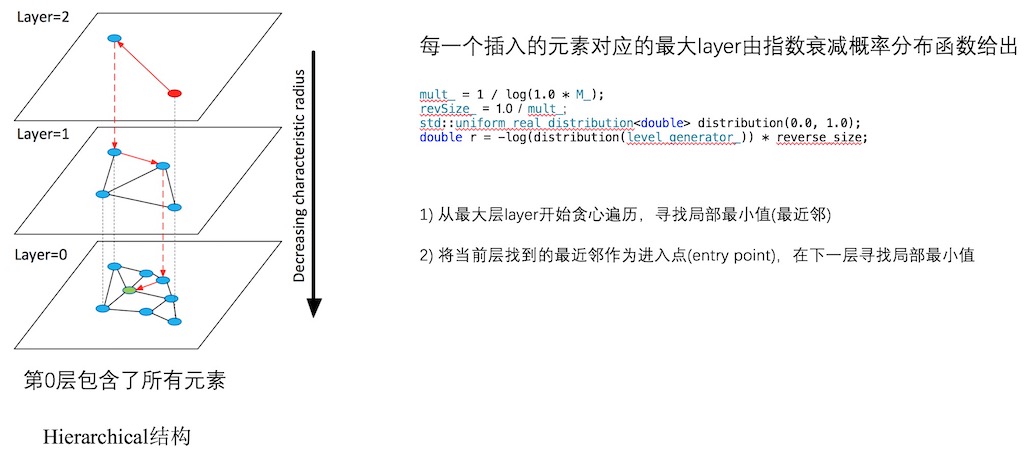 Layer=2
Layer=1
Layer=0
Decreasing characteristic radius
第0层包含了所有元素
Hierarchical结构
每一个插入的元素对应的最大layer由指数衰减概率分布函数给出
mult_ = 1 / log(1.0 * M_);
revSize_ = 1.0 / mult_;
std::uniform_real_distribution<double> distribution(0.0, 1.0);
double r = -log(distribution(level_generator_)) * reverse_size;
1) 从最大层layer开始贪心遍历，寻找局部最小值(最近邻)
2) 将当前层找到的最近邻作为进入点(entry point)，在下一层寻找局部最小值